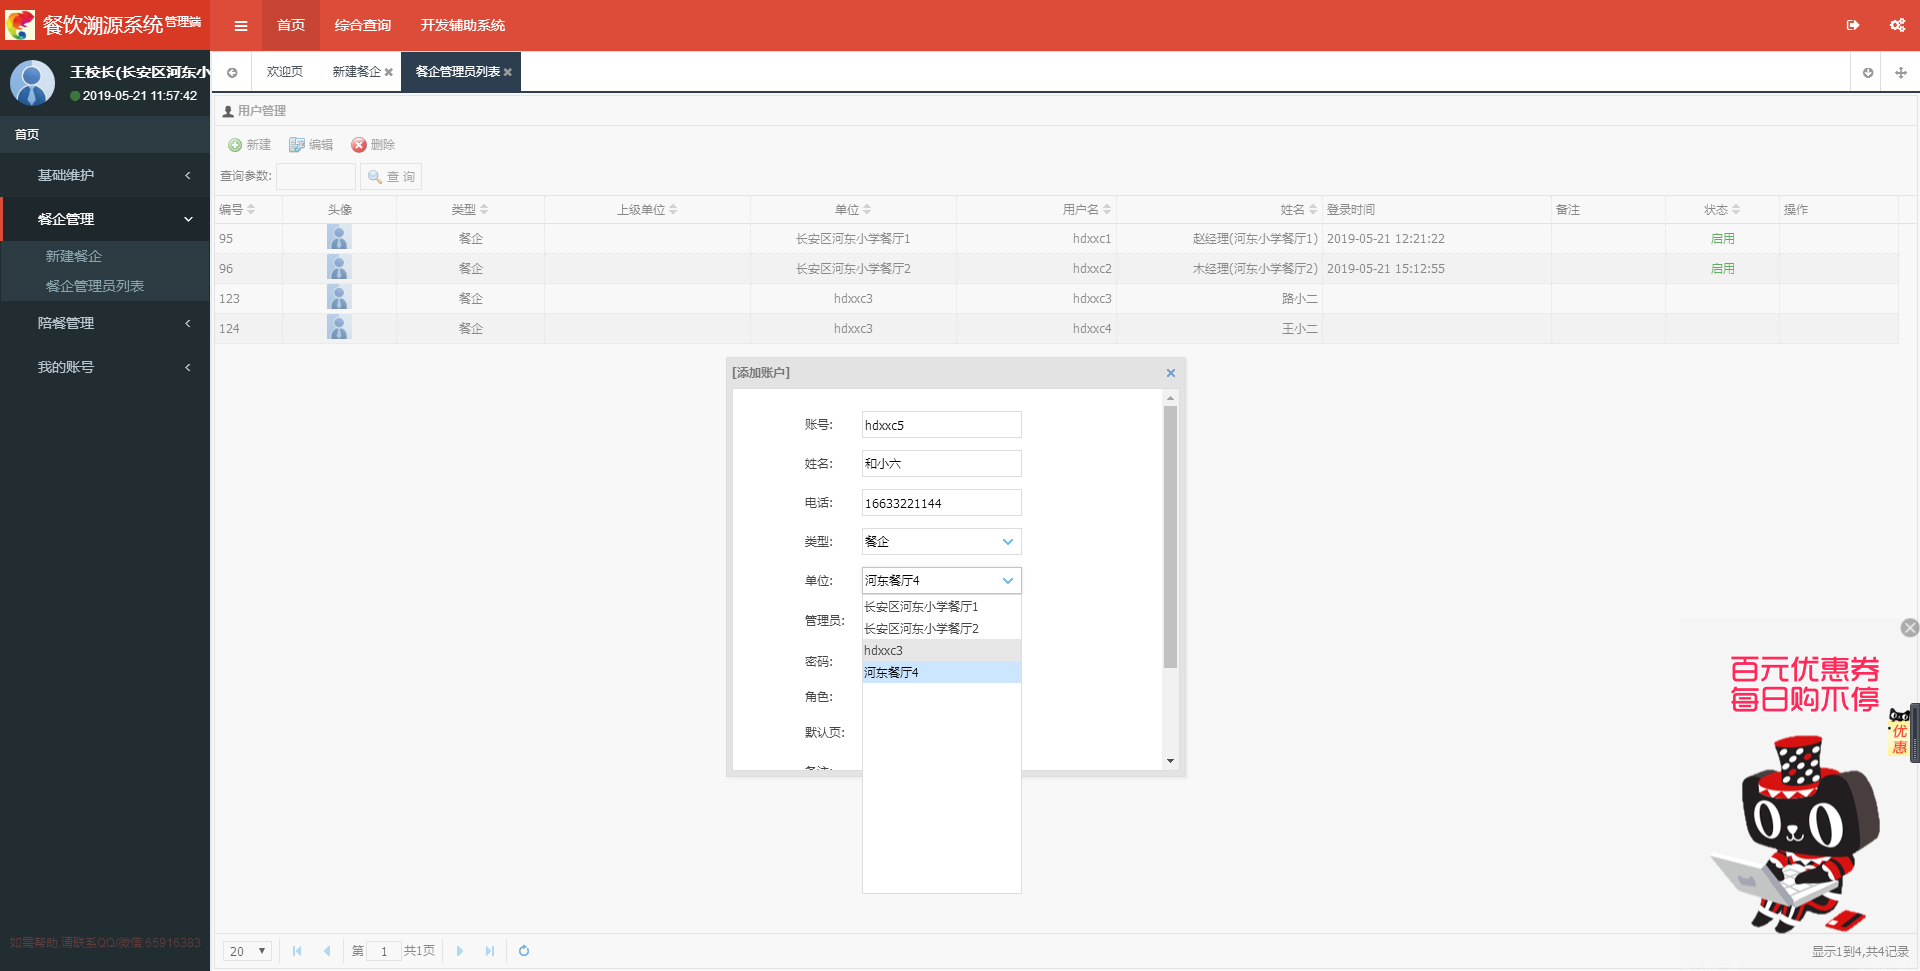 餐饮溯源系统管理端
首页
综合查询
开发辅助系统
王校长(长安区河东小
2019-05-21 11:57:42
欢迎页
新建餐企
餐企管理员列表
首页
基础维护
餐企管理
新建餐企
餐企管理员列表
陪餐管理
我的账号
如需帮助,请联系QQ/微信:65916383
用户管理
新建 编辑 删除
查询参数: 查 询
编号 头像 类型 上级单位 单位 用户名 姓名 登录时间 备注 状态 操作
95 餐企 长安区河东小学餐厅1 hdxxc1 赵经理(河东小学餐厅1) 2019-05-21 12:21:22 启用
96 餐企 长安区河东小学餐厅2 hdxxc2 木经理(河东小学餐厅2) 2019-05-21 15:12:55 启用
123 餐企 hdxxc3 hdxxc3 路小二
124 餐企 hdxxc3 hdxxc4 王小二
[添加账户]
账号: hdxxc5
姓名: 和小六
电话: 16633221144
类型: 餐企
单位: 河东餐厅4
长安区河东小学餐厅1
管理员:
长安区河东小学餐厅2
hdxxc3
密码:
河东餐厅4
角色:
默认页:
备注:
百元优惠券
每日购不停
优
惠
20 第 1 共1页
显示1到4,共4记录